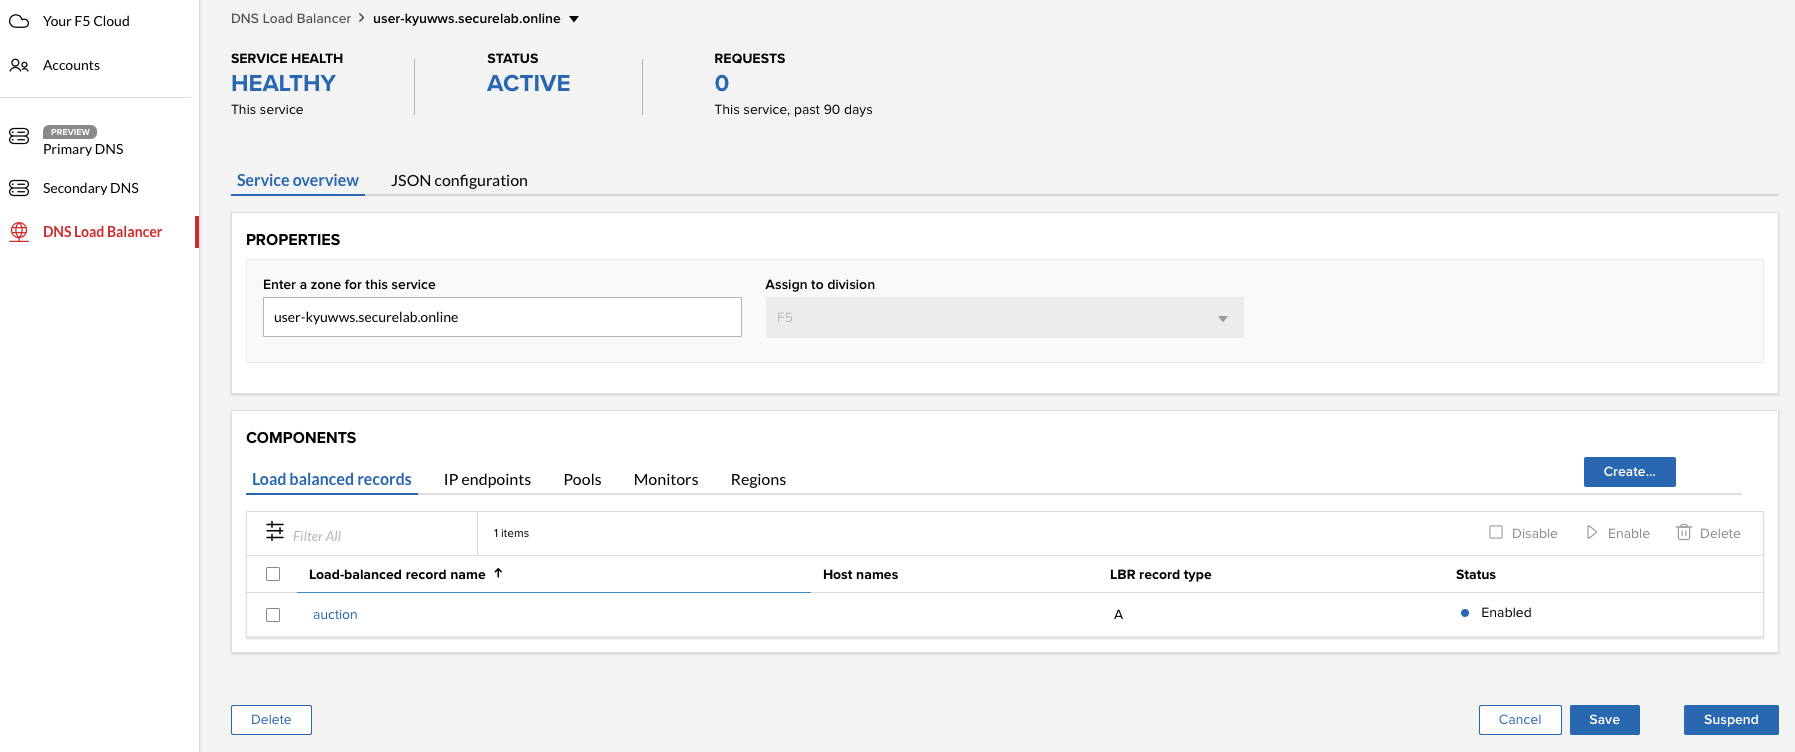 Your F5 Cloud
Accounts
PREVIEW
Primary DNS
Secondary DNS
DNS Load Balancer
DNS Load Balancer > user-kyuwws.securelab.online
SERVICE HEALTH
HEALTHY
This service
STATUS
ACTIVE
REQUESTS
0
This service, past 90 days
Service overview JSON configuration
PROPERTIES
Enter a zone for this service
user-kyuwws.securelab.online
Assign to division
F5
COMPONENTS
Load balanced records IP endpoints Pools Monitors Regions Create...
Filter All 1 items Disable Enable Delete
Load-balanced record name Host names LBR record type Status
auction A Enabled
Delete Cancel Save Suspend